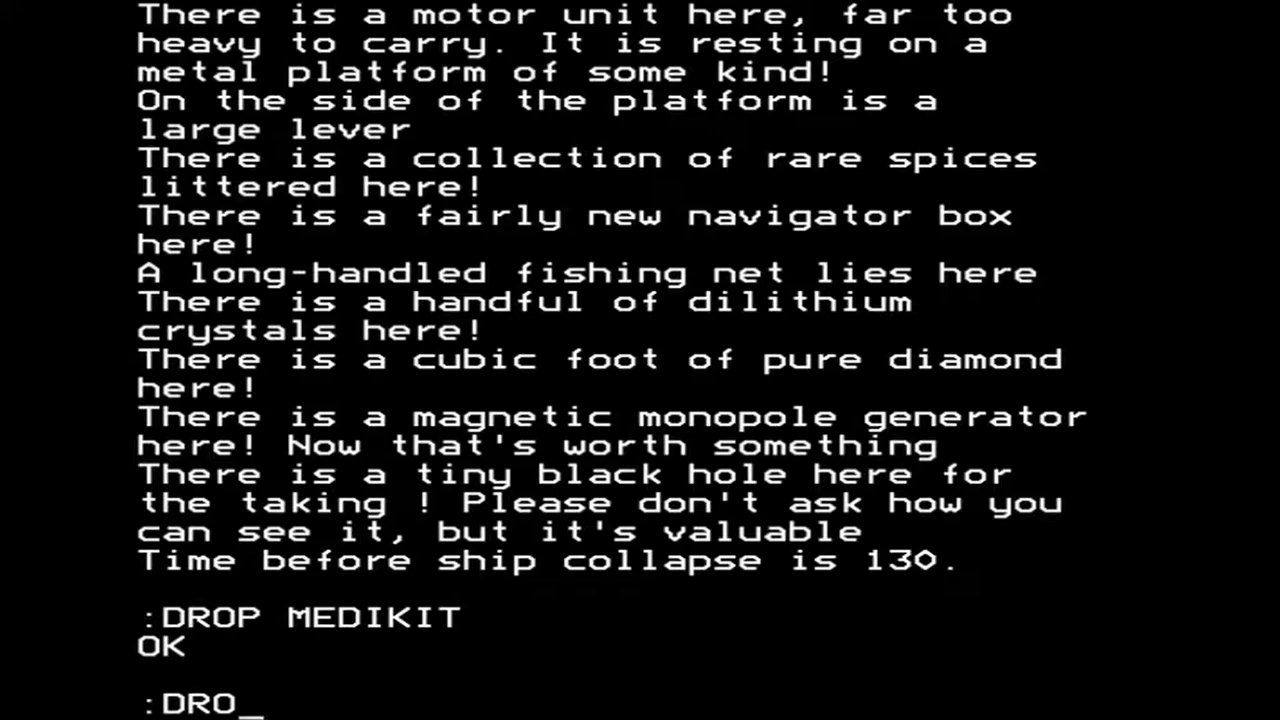 There is a motor unit here, far too
heavy to carry. It is resting on a
metal platform of some kind!
On the side of the platform is a
large lever
There is a collection of rare spices
littered here!
There is a fairly new navigator box
here!
A long-handled fishing net lies here
There is a handful of dilithium
crystals here!
There is a cubic foot of pure diamond
here!
There is a magnetic monopole generator
here! Now that's worth something
There is a tiny black hole here for
the taking ! Please don't ask how you
can see it, but it's valuable
Time before ship collapse is 130.
:DROP MEDIKIT
OK
:DRO_